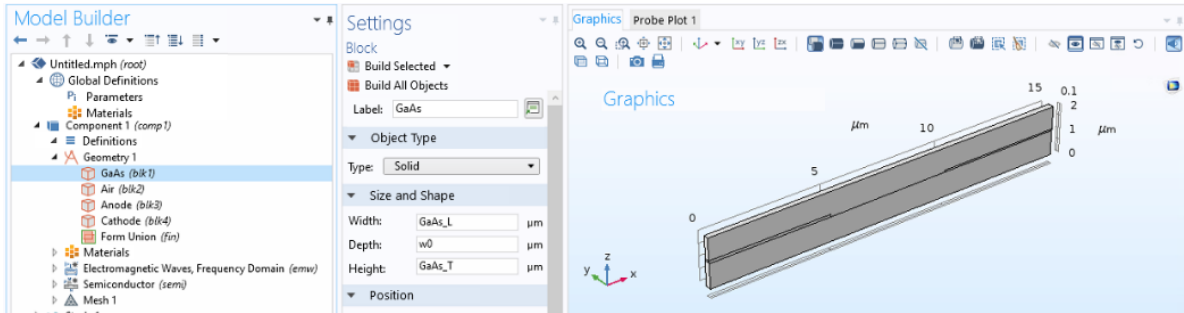 Model Builder
Untitled.mph (root)
Global Definitions
Pi Parameters
Materials
Component 1 (comp1)
Definitions
Geometry 1
GaAs (blk1)
Air (blk2)
Anode (blk3)
Cathode (blk4)
Form Union (fin)
Materials
Electromagnetic Waves, Frequency Domain (emw)
Semiconductor (semi)
Mesh 1
Settings
Block
Build Selected
Build All Objects
Label: GaAs
Object Type
Type: Solid
Size and Shape
Width: GaAs_L µm
Depth: w0 µm
Height: GaAs_T µm
Position
Graphics Probe Plot 1
xy yz zx
Graphics
15 0.1
2
µm 10 1 µm
0
5
0
z
y x